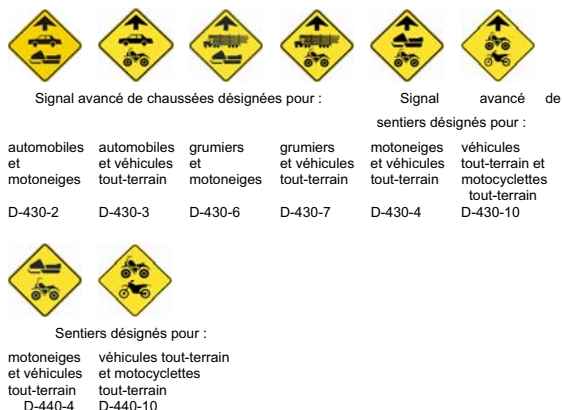 Signal avancé de chaussées désignées pour :
Signal avancé de
sentiers désignés pour :
automobiles
et
motoneiges
D-430-2
automobiles
et véhicules
tout-terrain
D-430-3
grumiers
et
motoneiges
D-430-6
grumiers
et véhicules
tout-terrain
D-430-7
motoneiges
et véhicules
tout-terrain
D-430-4
véhicules
tout-terrain et
motocyclettes
tout-terrain
D-430-10
Sentiers désignés pour :
motoneiges
et véhicules
tout-terrain
D-440-4
véhicules tout-terrain
et motocyclettes
tout-terrain
D-440-10